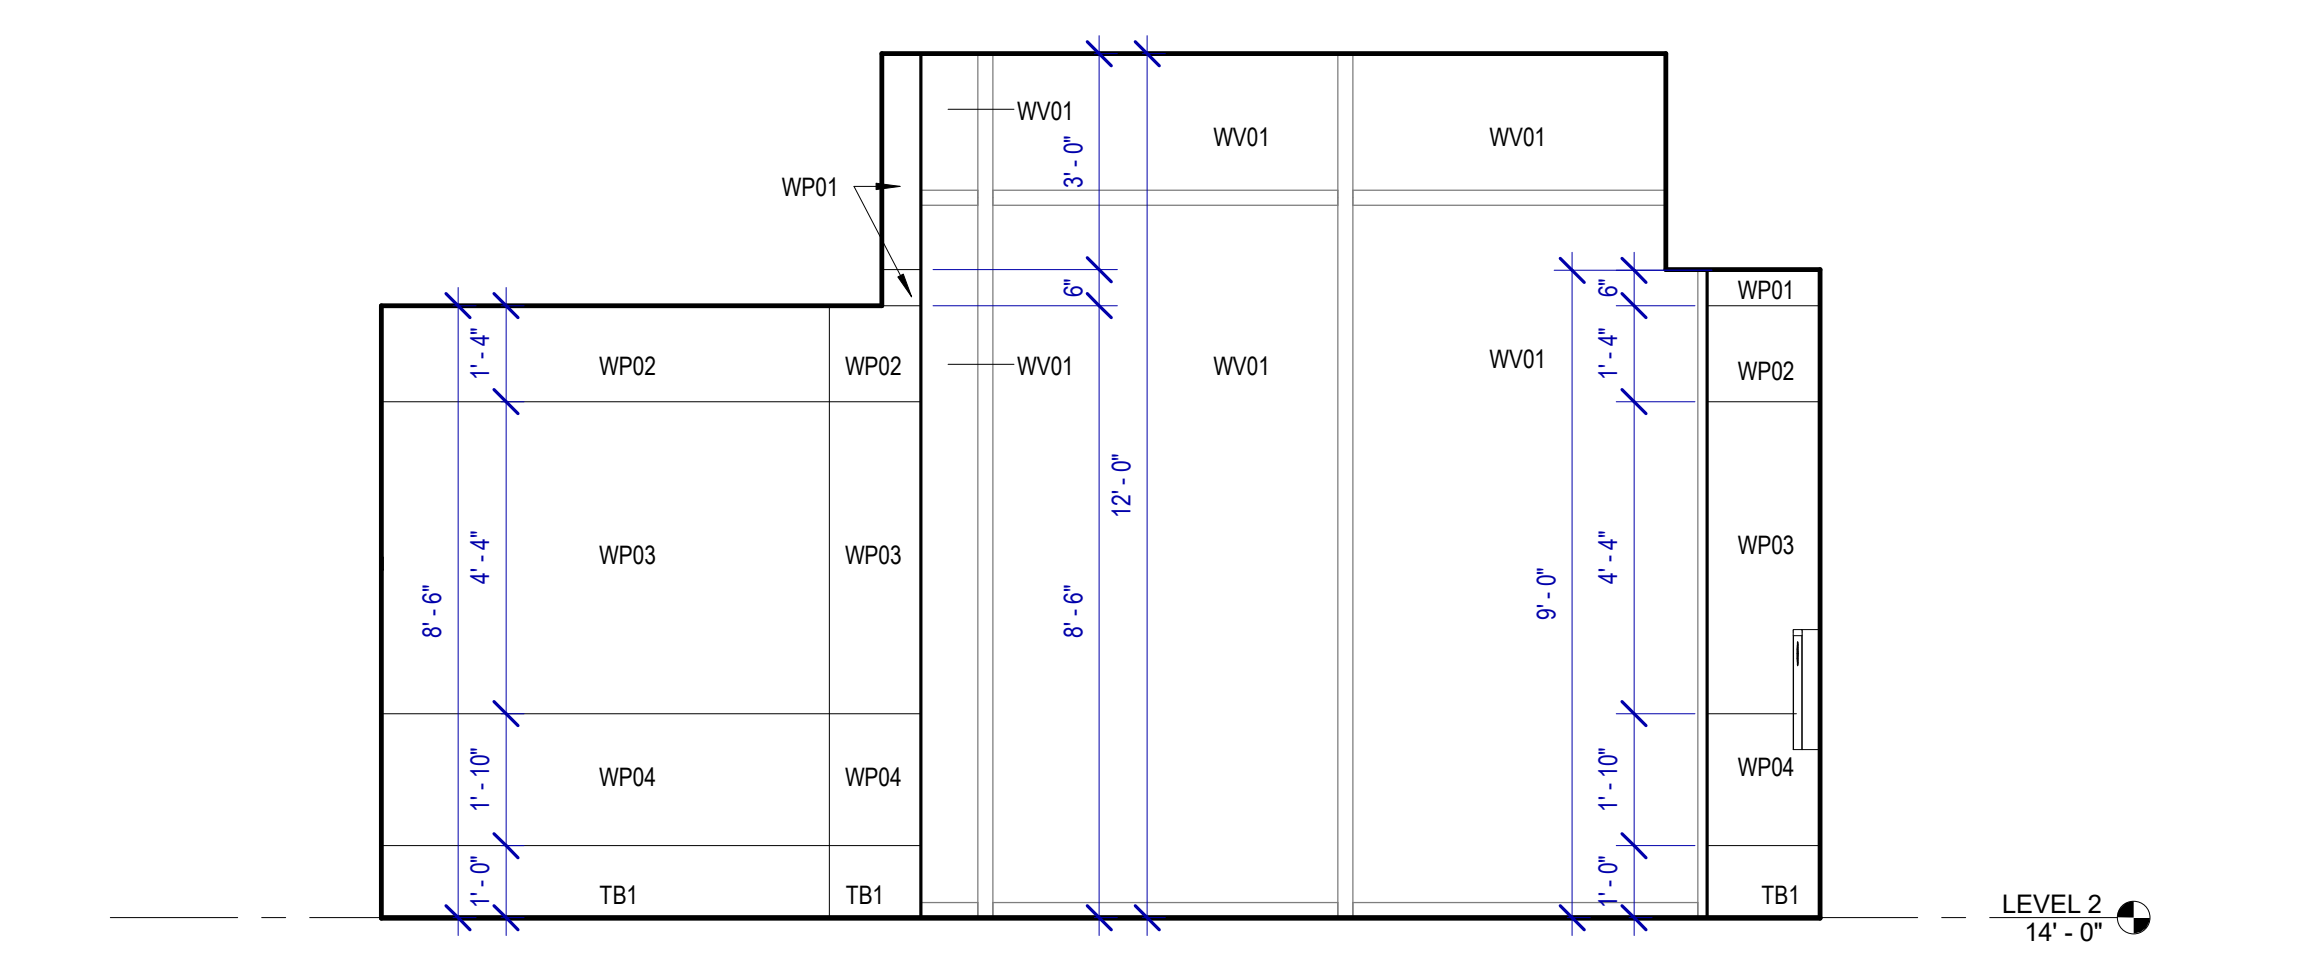 WV01
WV01
WV01
3' - 0"
WP01
6"
6"
WP01
1' - 4"
WP02
WP02
WV01
WV01
WV01
1' - 4"
WP02
12' - 0"
4' - 4"
WP03
WP03
4' - 4"
WP03
8' - 6"
8' - 6"
9' - 0"
1' - 10"
WP04
WP04
1' - 10"
WP04
1' - 0"
TB1
TB1
1' - 0"
TB1
LEVEL 2
14' - 0"